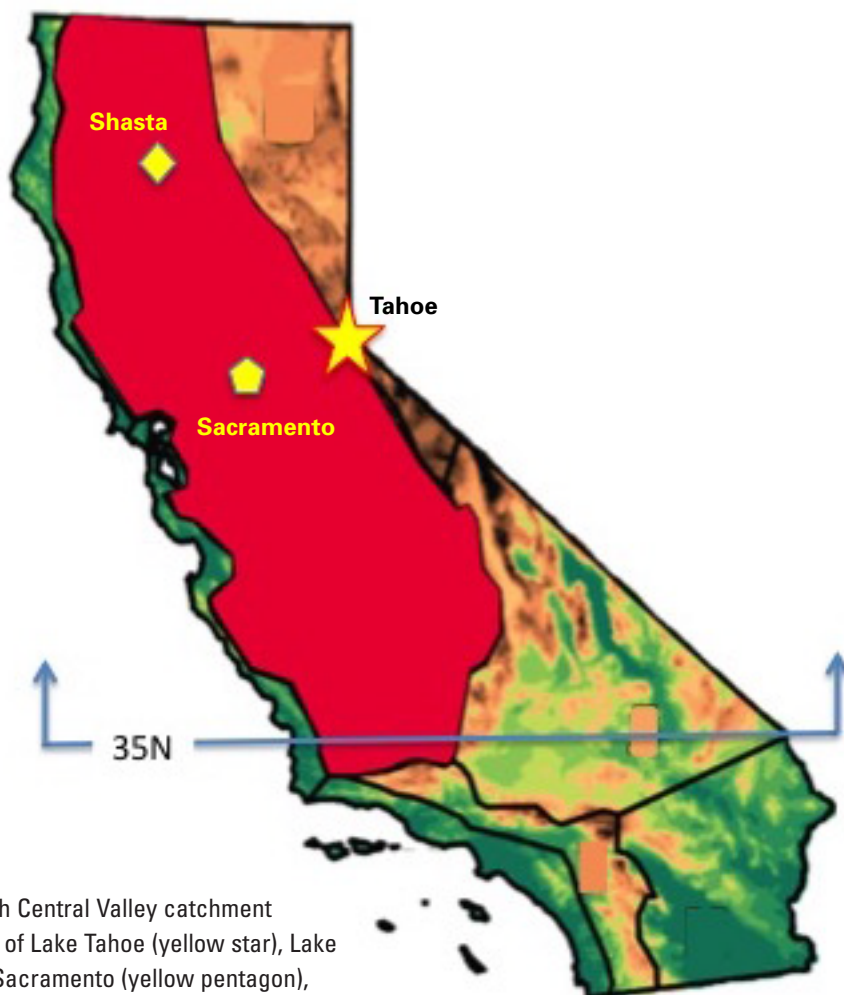 Shasta
Tahoe
Sacramento
35N
h Central Valley catchment
of Lake Tahoe (yellow star), Lake
Sacramento (yellow pentagon),